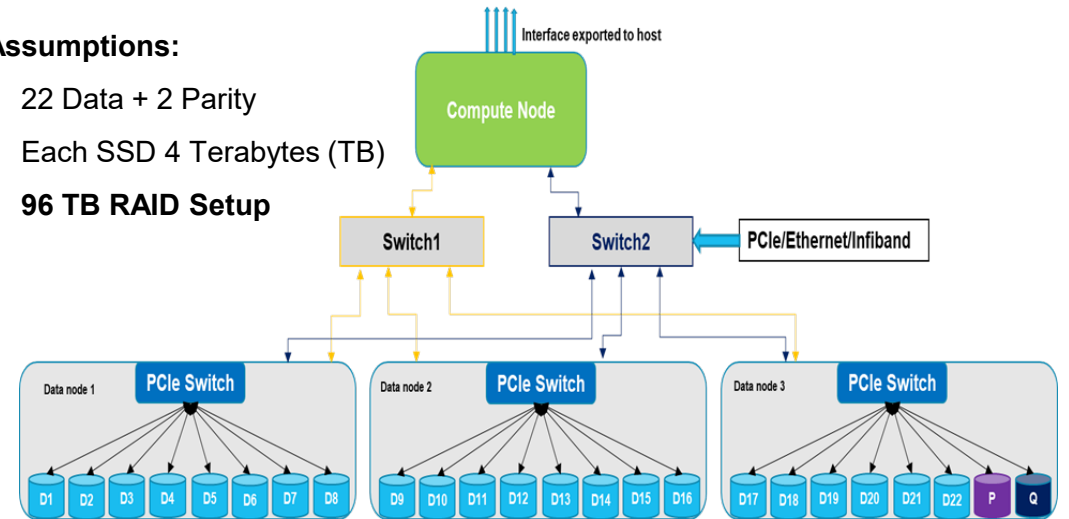 Assumptions:
22 Data + 2 Parity
Each SSD 4 Terabytes (TB)
96 TB RAID Setup
Interface exported to host
Compute Node
Switch1
Switch2
PCIe/Ethernet/Infiband
Data node 1
PCIe Switch
D1 D2 D3 D4 D5 D6 D7 D8
Data node 2
PCIe Switch
D9 D10 D11 D12 D13 D14 D15 D16
Data node 3
PCIe Switch
D17 D18 D19 D20 D21 D22 P Q